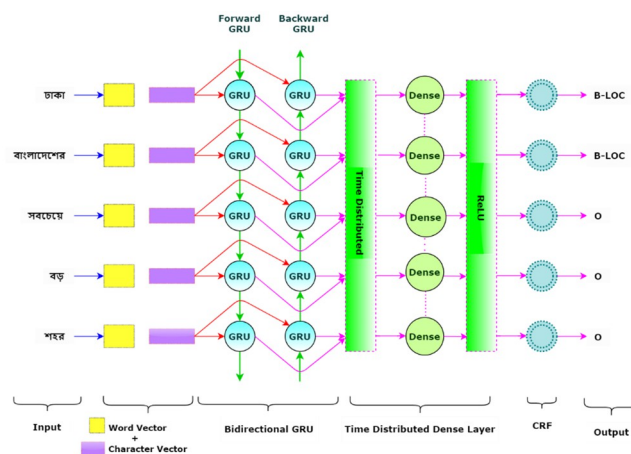 Forward
GRU
Backward
GRU
ঢাকা
GRU
GRU
Dense
B-LOC
বাংলাদেশের
GRU
GRU
Dense
B-LOC
সবচেয়ে
GRU
GRU
Dense
O
বড়
GRU
GRU
Dense
O
শহর
GRU
GRU
Dense
O
Time Distributed
ReLU
Input
Word Vector
+
Character Vector
Bidirectional GRU
Time Distributed Dense Layer
CRF
Output